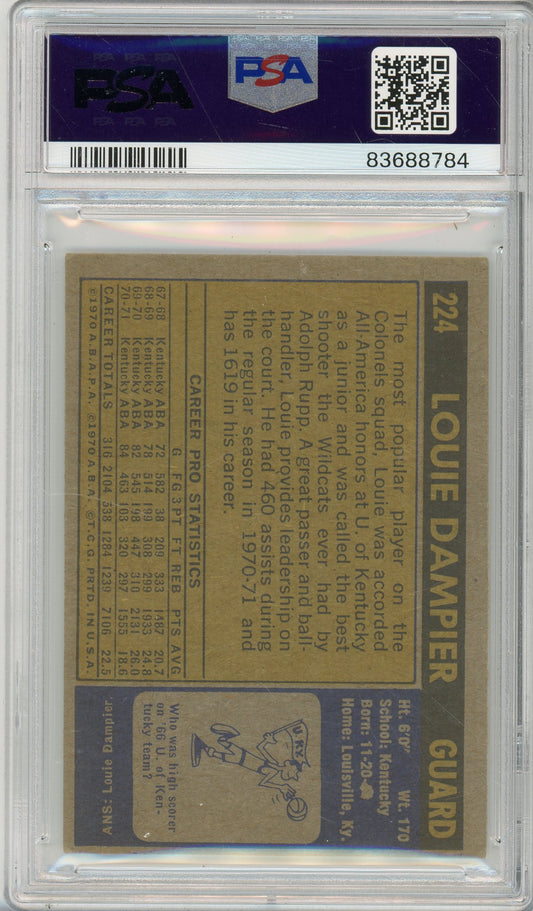 PSA
PSA
83688784
224 LOUIE DAMPIER GUARD
The most popular player on the
Colonels squad, Louie was accorded
All-America honors at U. of Kentucky
as a junior and was called the best
shooter the Wildcats ever had by
Adolph Rupp. A great passer and ball-
handler, Louie provides leadership on
the court. He had 460 assists during
the regular season in 1970-71 and
has 1619 in his career.
Ht. 6'0" Wt. 170
School: Kentucky
Born: 11-20-
Home: Louisville, Ky.
U. KY.
Who was high scorer
on '66 U. of Ken-
tucky team?
ANS: Louie Dampier.
CAREER PRO STATISTICS
G FG 3PT FT REB PTS AVG
67-68 Kentucky ABA 72 582 38 209 333 1487 20.7
68-69 Kentucky ABA 78 514 199 308 299 1933 24.8
69-70 Kentucky ABA 82 545 198 447 310 2131 26.0
70-71 Kentucky ABA 84 463 103 320 297 1555 18.6
CAREER TOTALS 316 2104 538 1284 1239 7106 22.5
©1970 A.B.A.P.A. ©1970 A.B.A. ©T.C.G. PRTD. IN U.S.A.